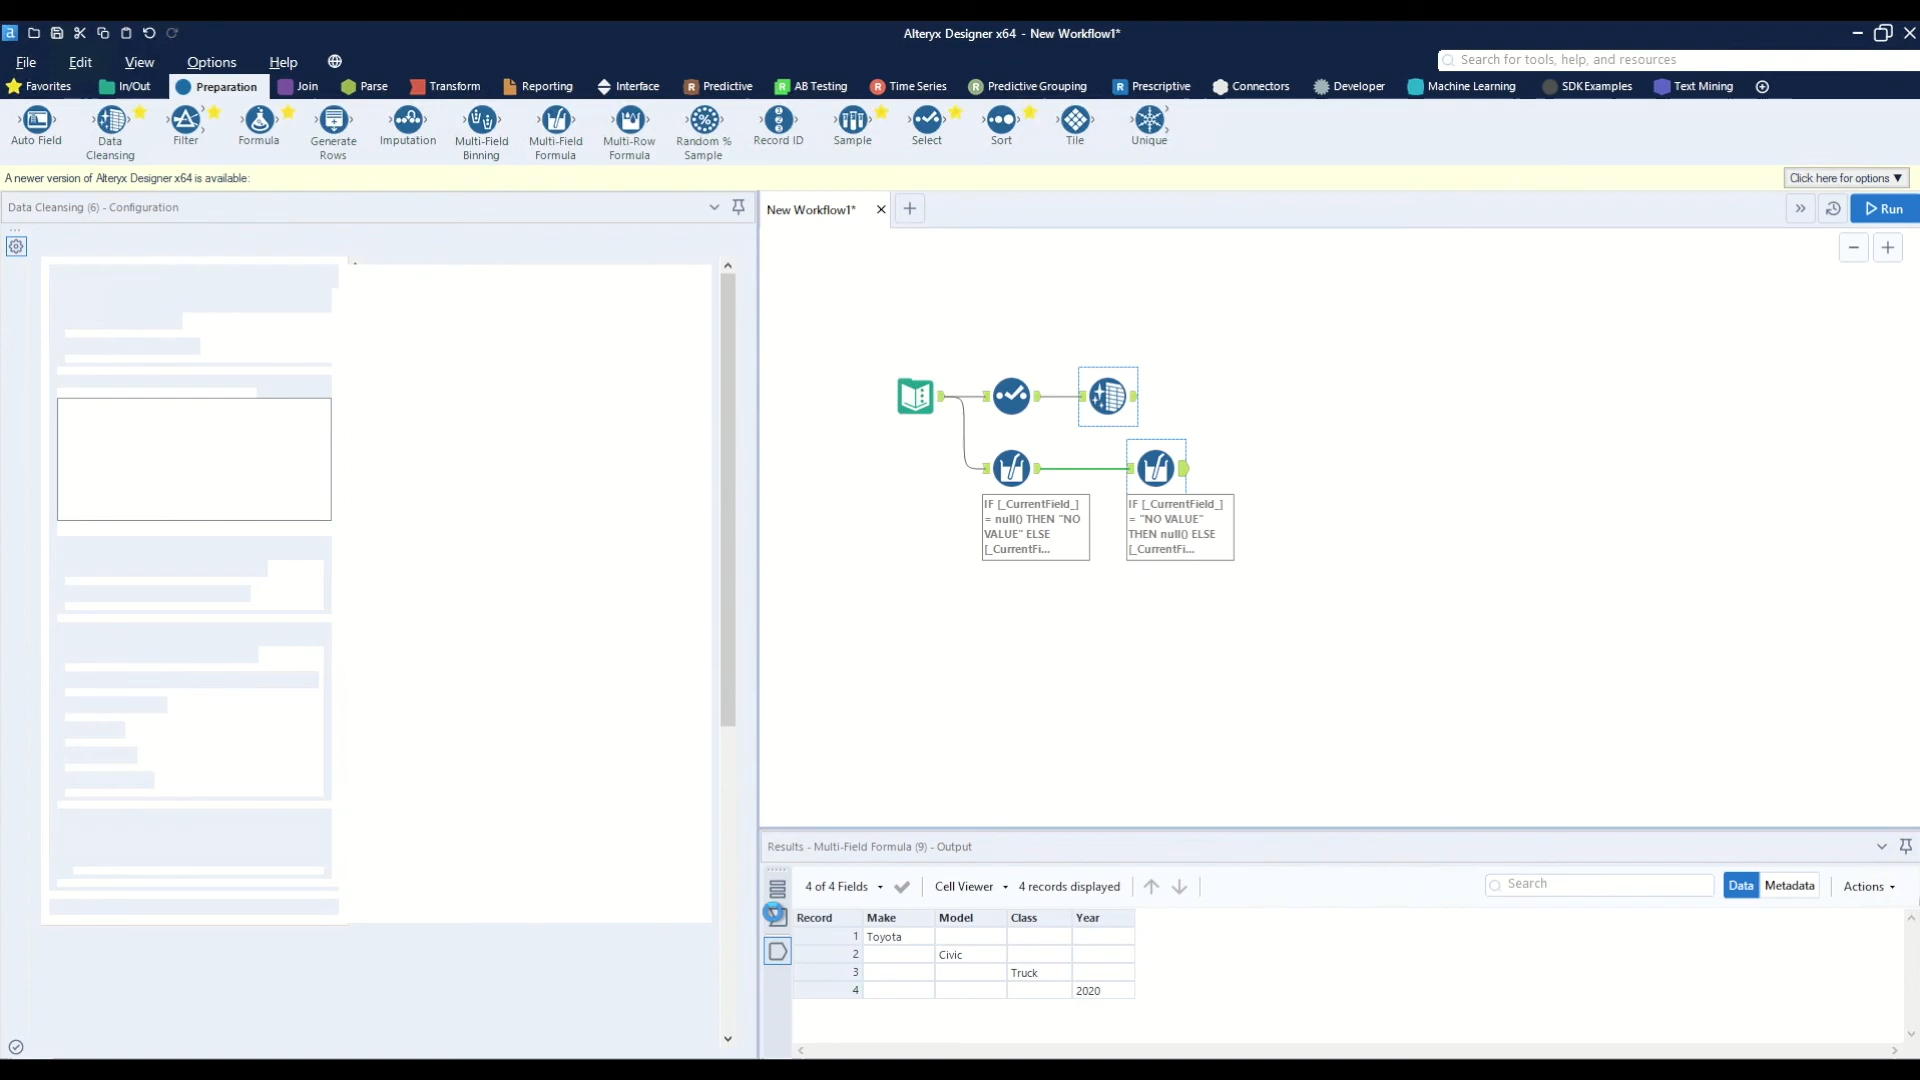 Alteryx Designer x64 - New Workflow1*
File Edit View Options Help
Search for tools, help, and resources
Favorites In/Out Preparation Join Parse Transform Reporting Interface Predictive AB Testing Time Series Predictive Grouping Prescriptive Connectors Developer Machine Learning SDKExamples Text Mining
Auto Field
Data
Cleansing
Filter
Formula
Generate
Rows
Imputation
Multi-Field
Binning
Multi-Field
Formula
Multi-Row
Formula
Random %
Sample
Record ID
Sample
Select
Sort
Tile
Unique
A newer version of Alteryx Designer x64 is available:
Click here for options ▼
Data Cleansing (6) - Configuration
New Workflow1*
Run
IF [_CurrentField_]
= null() THEN "NO
VALUE" ELSE
[_CurrentFi...
IF [_CurrentField_]
= "NO VALUE"
THEN null() ELSE
[_CurrentFi...
Results - Multi-Field Formula (9) - Output
4 of 4 Fields Cell Viewer 4 records displayed Search Data Metadata Actions
Record Make Model Class Year
1 Toyota
2 Civic
3 Truck
4 2020